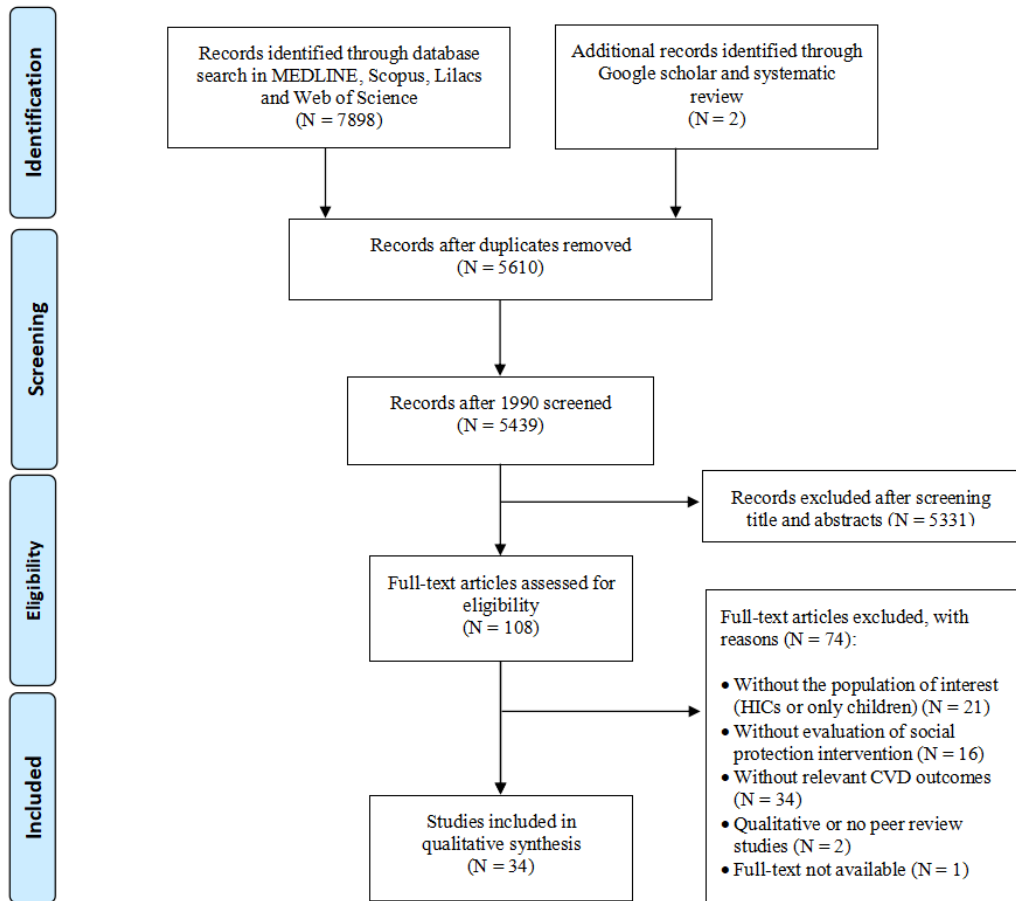 Identification
Records identified through database
search in MEDLINE, Scopus, Lilacs
and Web of Science
(N = 7898)
Additional records identified through
Google scholar and systematic
review
(N = 2)
Screening
Records after duplicates removed
(N = 5610)
Records after 1990 screened
(N = 5439)
Eligibility
Records excluded after screening
title and abstracts (N = 5331)
Full-text articles assessed for
eligibility
(N = 108)
Full-text articles excluded, with
reasons (N = 74):
• Without the population of interest
(HICs or only children) (N = 21)
• Without evaluation of social
protection intervention (N = 16)
• Without relevant CVD outcomes
(N = 34)
• Qualitative or no peer review
studies (N = 2)
• Full-text not available (N = 1)
Included
Studies included in
qualitative synthesis
(N = 34)